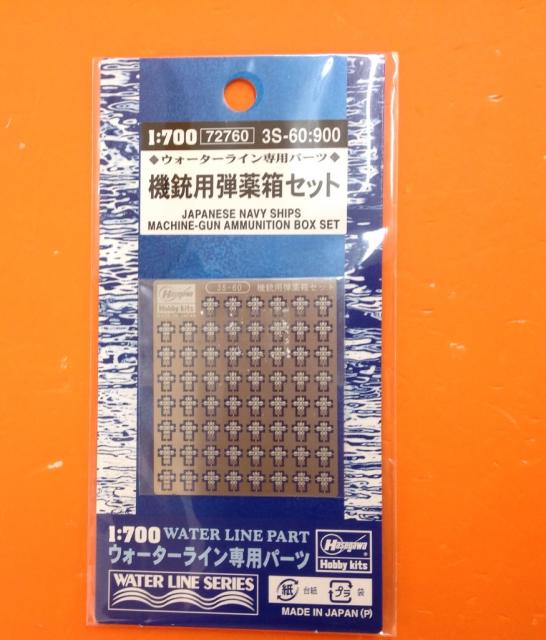 1:700 72760 3S-60:900
◆ウォーターライン専用パーツ◆
機銃用弾薬箱セット
JAPANESE NAVY SHIPS
MACHINE-GUN AMMUNITION BOX SET
Hasegawa 3S-60 機銃用弾薬箱セット
Hobby kits
1:700 WATER LINE PART
ウォーターライン専用パーツ
Hasegawa
Hobby kits
WATER LINE SERIES
紙 台紙 プラ 袋
MADE IN JAPAN (P)